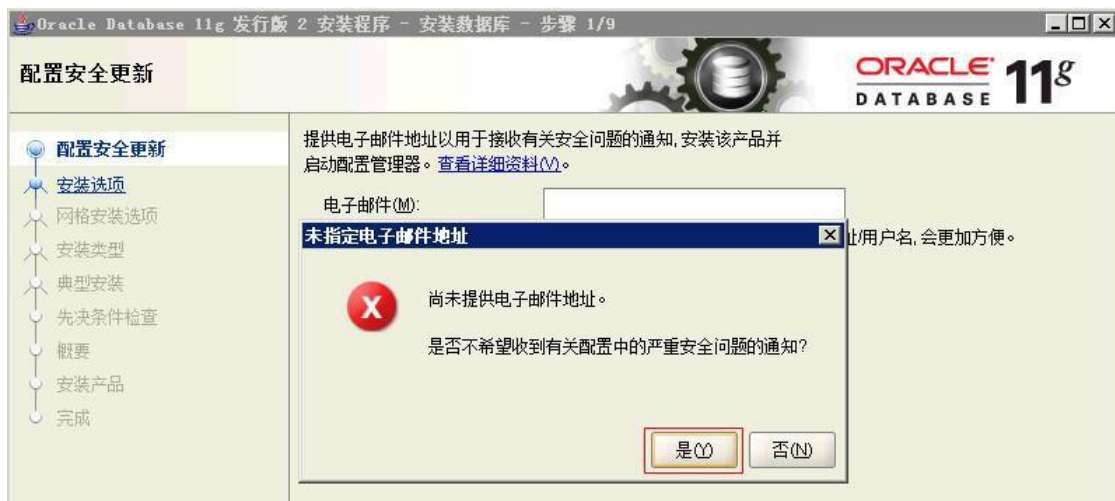 Oracle Database 11g 发行版 2 安装程序 - 安装数据库 - 步骤 1/9
配置安全更新
ORACLE 11g
DATABASE
配置安全更新
安装选项
网格安装选项
安装类型
典型安装
先决条件检查
概要
安装产品
完成
提供电子邮件地址以用于接收有关安全问题的通知, 安装该产品并
启动配置管理器。查看详细资料(V)。
电子邮件(M):
用户名, 会更加方便。
未指定电子邮件地址
尚未提供电子邮件地址。
是否不希望收到有关配置中的严重安全问题的通知?
是(Y) 否(N)